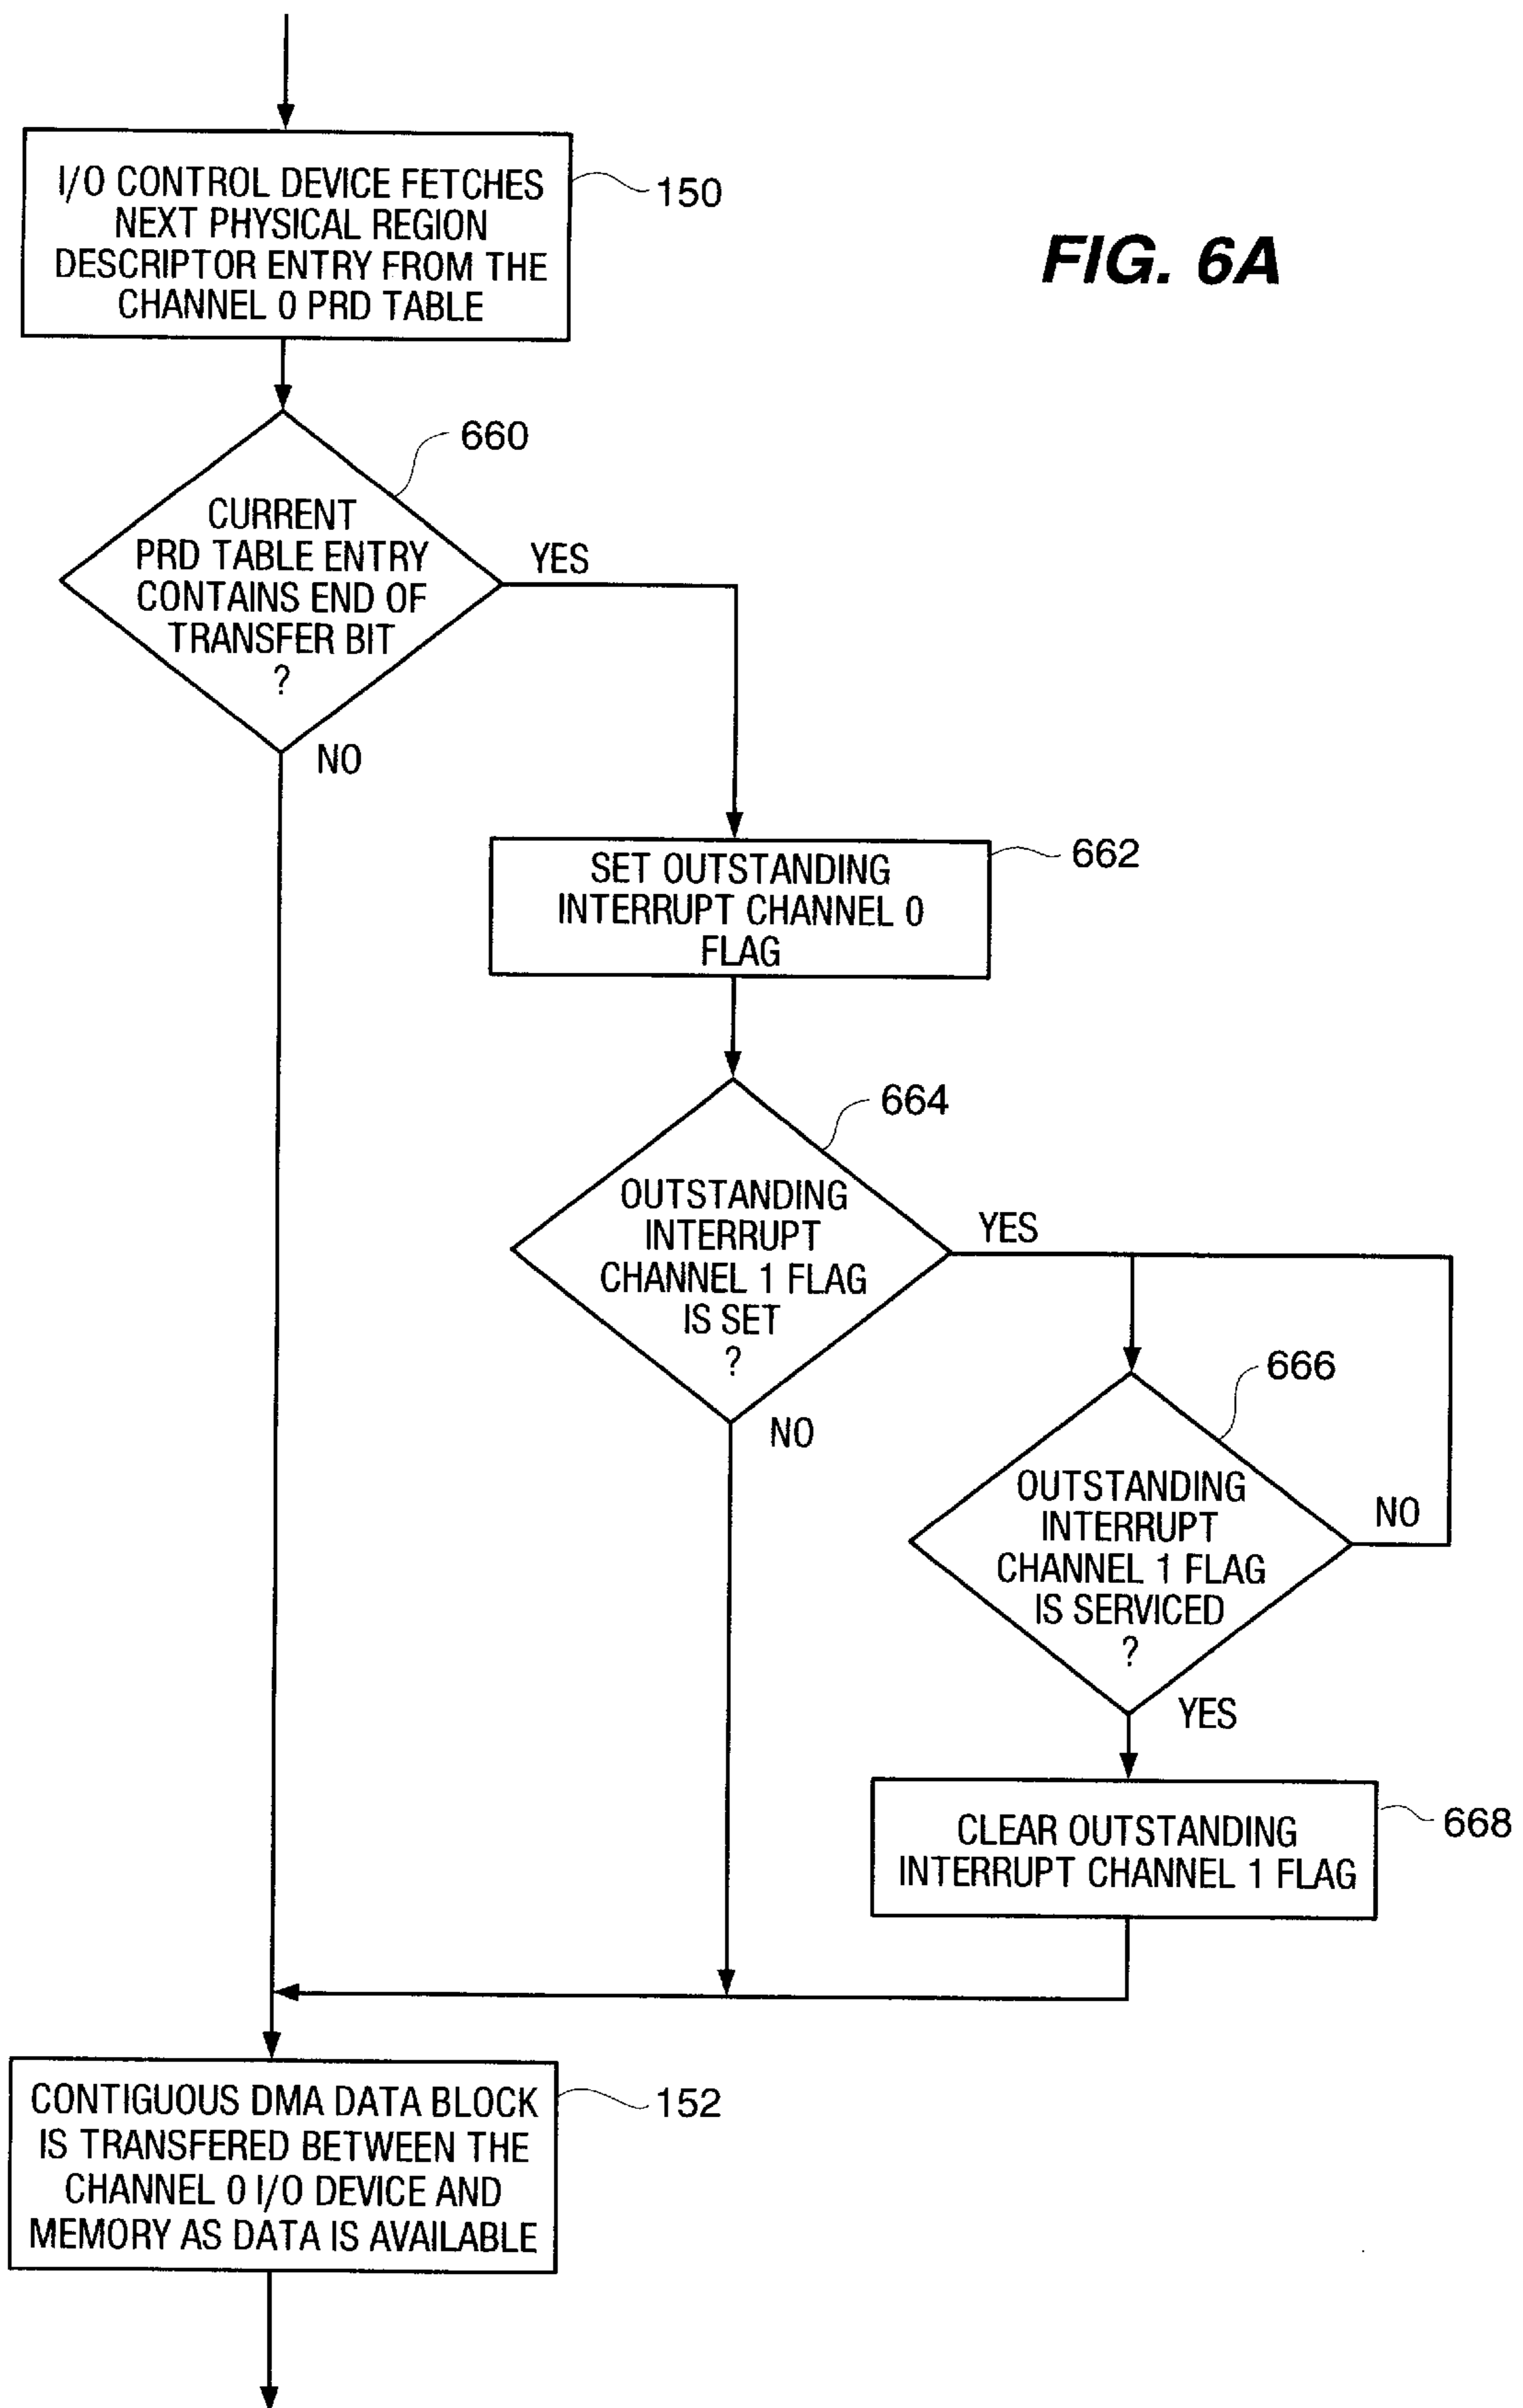 I/O CONTROL DEVICE FETCHES
NEXT PHYSICAL REGION
DESCRIPTOR ENTRY FROM THE
CHANNEL 0 PRD TABLE
150
FIG. 6A
660
CURRENT
PRD TABLE ENTRY
CONTAINS END OF
TRANSFER BIT
?
YES
NO
SET OUTSTANDING
INTERRUPT CHANNEL 0
FLAG
662
664
OUTSTANDING
INTERRUPT
CHANNEL 1 FLAG
IS SET
?
YES
NO
666
OUTSTANDING
INTERRUPT
CHANNEL 1 FLAG
IS SERVICED
?
NO
YES
CLEAR OUTSTANDING
INTERRUPT CHANNEL 1 FLAG
668
CONTIGUOUS DMA DATA BLOCK
IS TRANSFERED BETWEEN THE
CHANNEL 0 I/O DEVICE AND
MEMORY AS DATA IS AVAILABLE
152